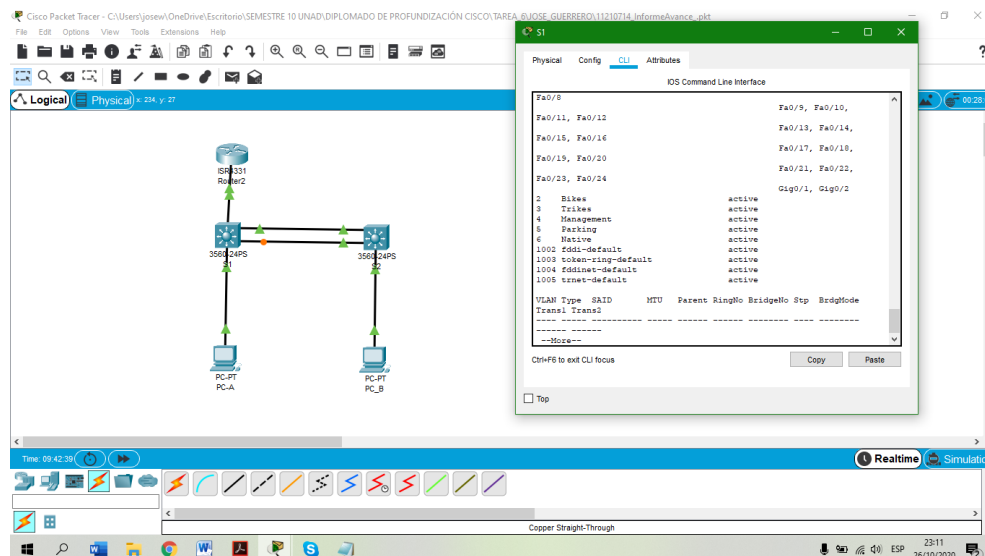 Cisco Packet Tracer - C:\Users\josew\OneDrive\Escritorio\SEMESTRE 10 UNAD\DIPLOMADO DE PROFUNDIZACIÓN CISCO\TAREA_6\JOSE_GUERRERO\11210714_InformeAvance_.pkt
File Edit Options View Tools Extensions Help
?
Logical
Physical x: 234, y: 27
00:28:
ISR4331
Router2
3560-24PS
S1
3560-24PS
S2
PC-PT
PC-A
PC-PT
PC_B
S1
Physical Config CLI Attributes
IOS Command Line Interface
Fa0/8
Fa0/9, Fa0/10,
Fa0/11, Fa0/12
Fa0/13, Fa0/14,
Fa0/15, Fa0/16
Fa0/17, Fa0/18,
Fa0/19, Fa0/20
Fa0/21, Fa0/22,
Fa0/23, Fa0/24
Gig0/1, Gig0/2
2 Bikes active
3 Trikes active
4 Management active
5 Parking active
6 Native active
1002 fddi-default active
1003 token-ring-default active
1004 fddinet-default active
1005 trnet-default active
VLAN Type SAID MTU Parent RingNo BridgeNo Stp BrdgMode
Trans1 Trans2
---- ----- ---------- ----- ------ ------ -------- ---- --------
------ ------
--More--
Ctrl+F6 to exit CLI focus
Copy Paste
Top
Time: 09:42:39
Realtime
Simulatio
Copper Straight-Through
ESP
23:11
26/10/2020